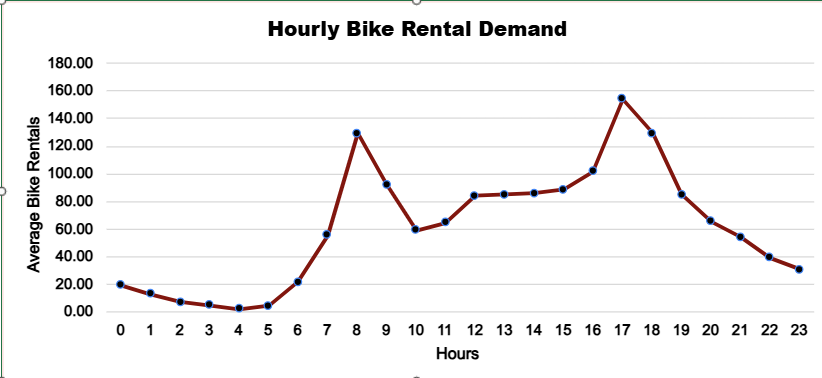 Hourly Bike Rental Demand
Average Bike Rentals
180.00
160.00
140.00
120.00
100.00
80.00
60.00
40.00
20.00
0.00
0 1 2 3 4 5 6 7 8 9 10 11 12 13 14 15 16 17 18 19 20 21 22 23
Hours